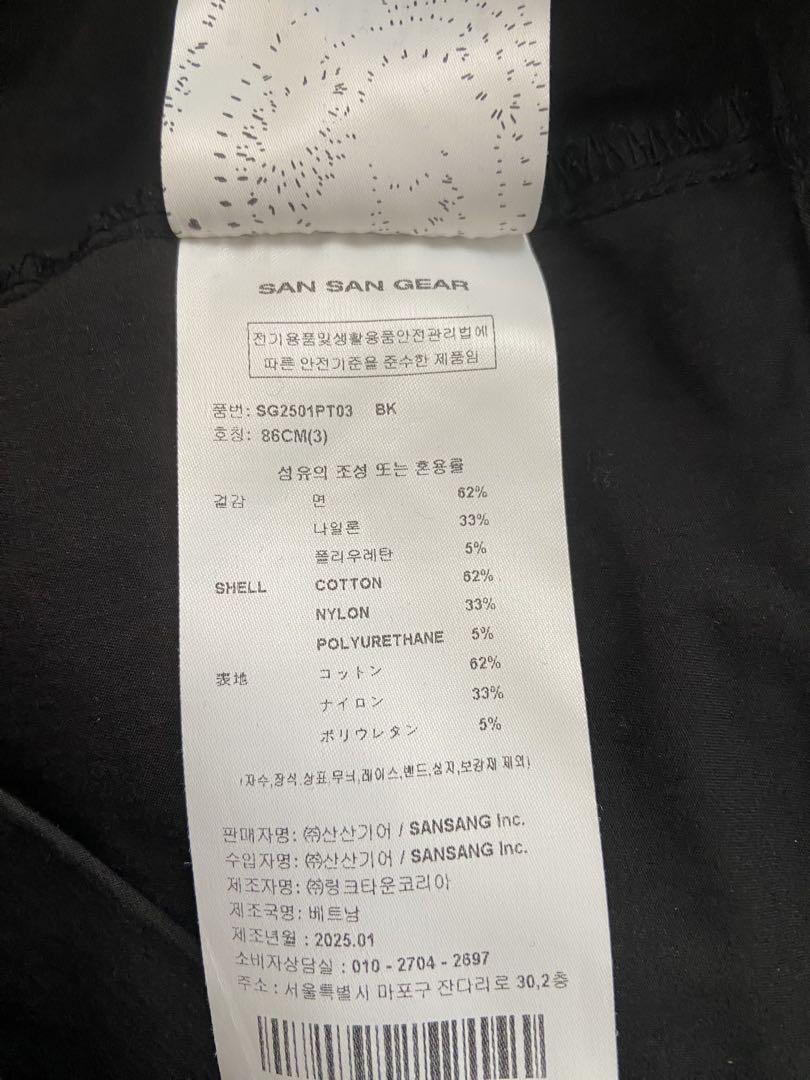 SAN SAN GEAR
전기용품및생활용품안전관리법에
따른 안전기준을 준수한 제품임
품번: SG2501PT03 BK
호칭: 86CM(3)
섬유의 조성 또는 혼용률
겉감 면 62%
나일론 33%
폴리우레탄 5%
SHELL COTTON 62%
NYLON 33%
POLYURETHANE 5%
表地 コットン 62%
ナイロン 33%
ポリウレタン 5%
(자수,장식,상표,무늬,레이스,밴드,심지,보강재 제외)
판매자명: ㈜산산기어 / SANSANG Inc.
수입자명: ㈜산산기어 / SANSANG Inc.
제조자명: ㈜링크타운코리아
제조국명: 베트남
제조년월 : 2025.01
소비자상담실 : 010 - 2704 - 2697
주소 : 서울특별시 마포구 잔다리로 30,2층